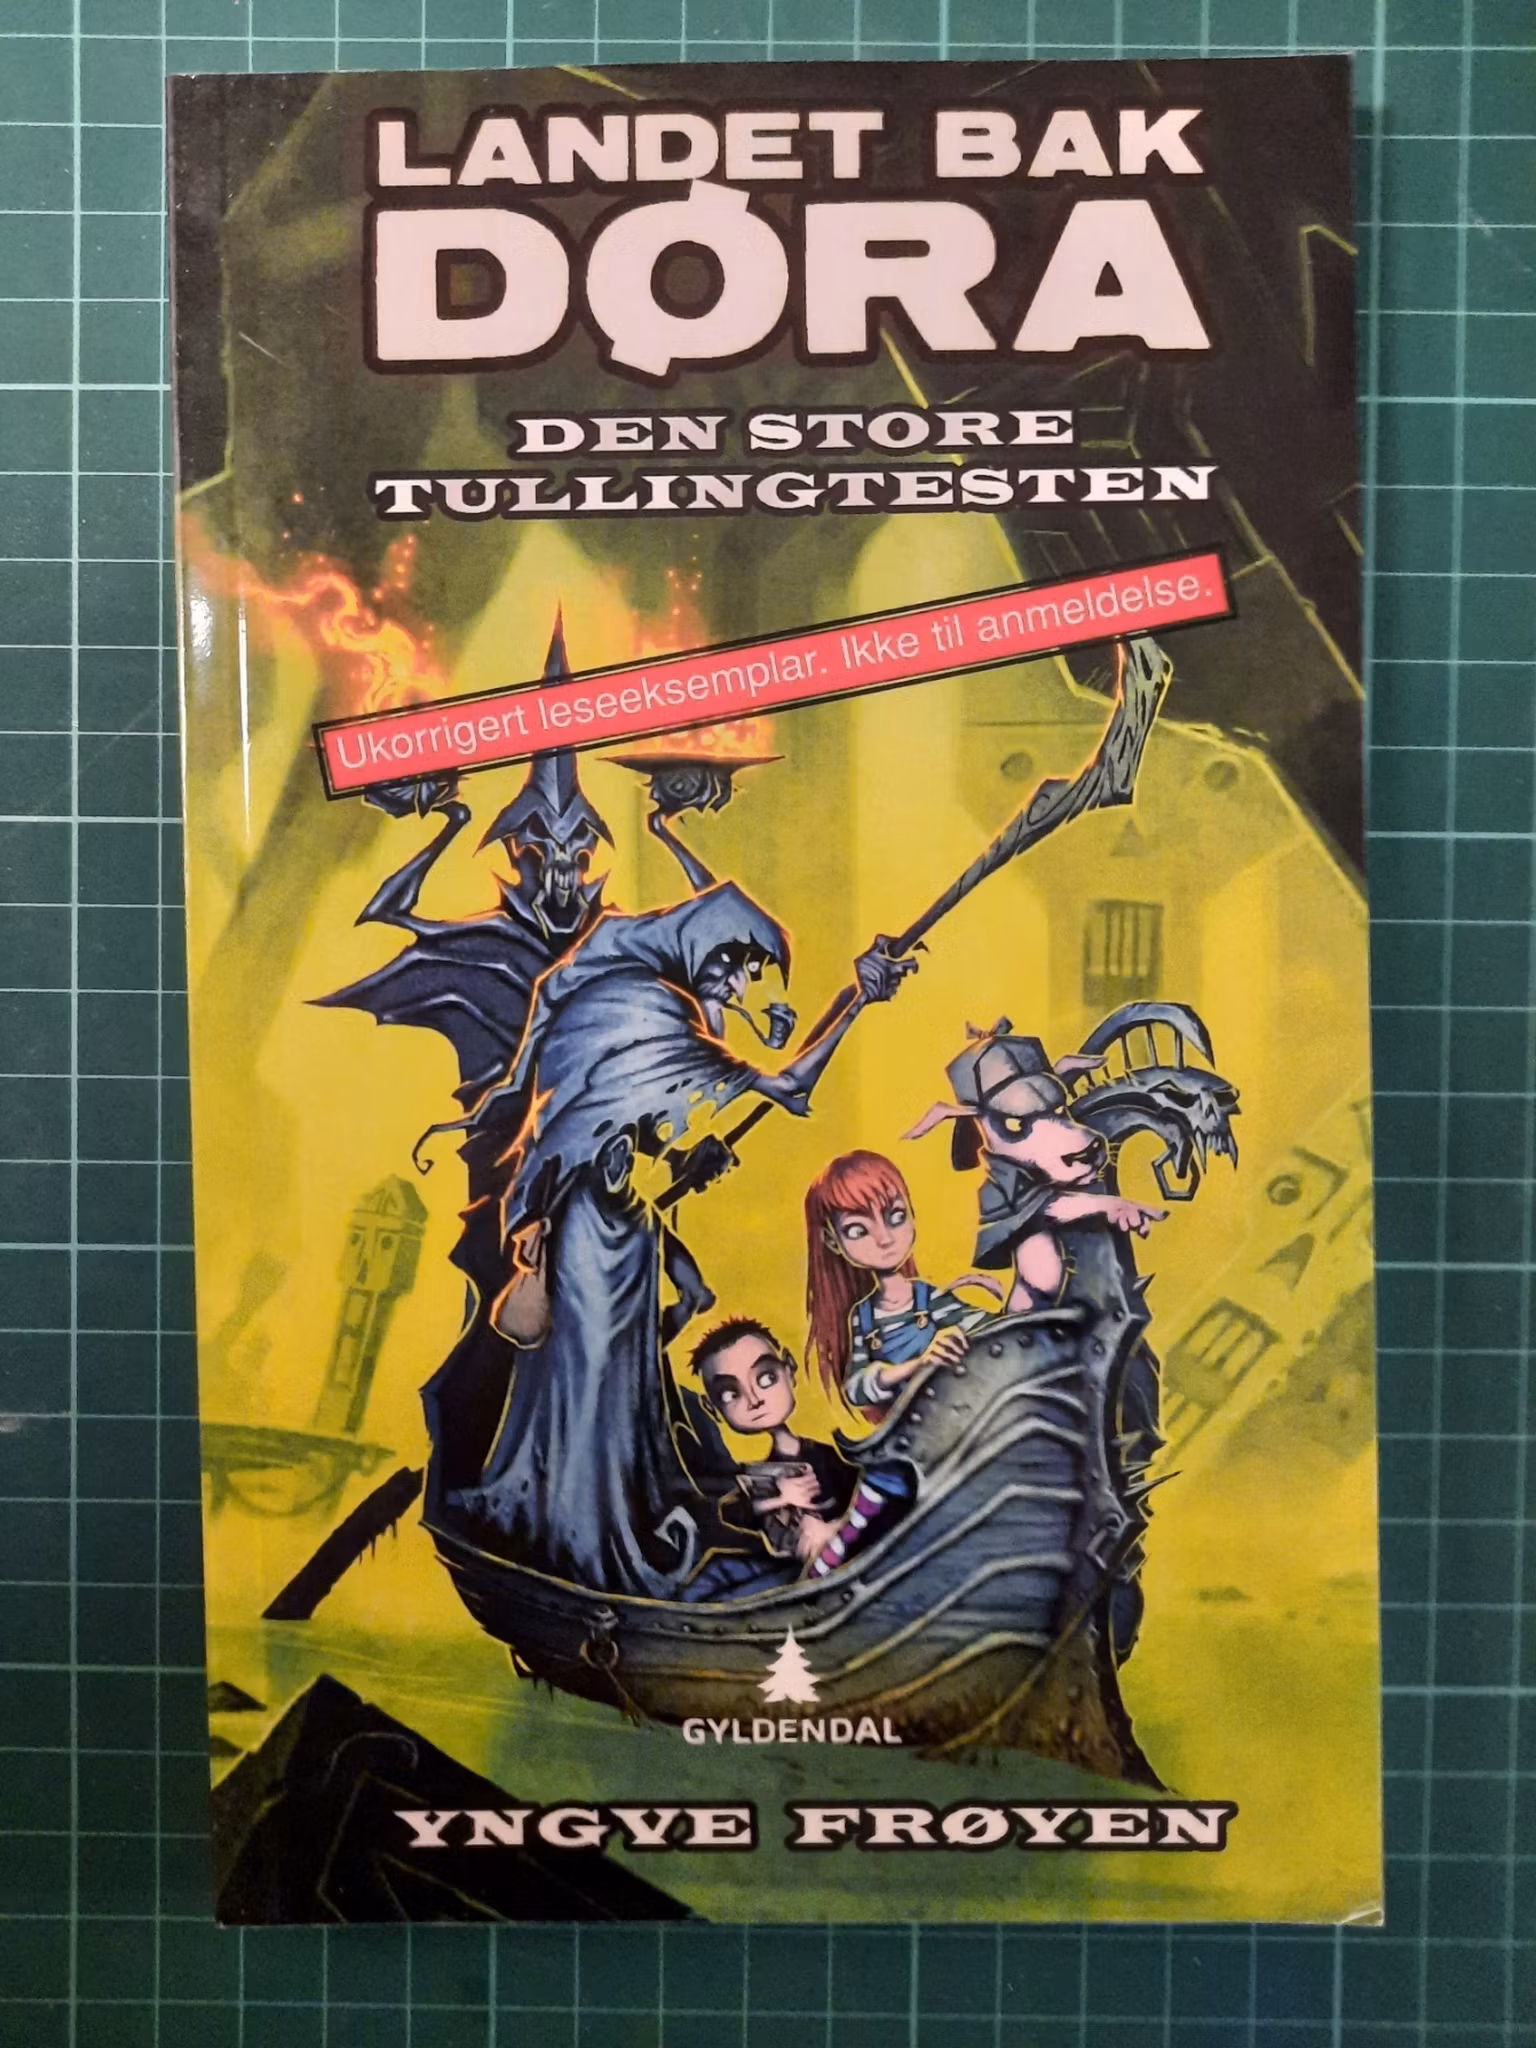 LANDET BAK
DØRA
DEN STORE
TULLINGTESTEN
Ukorrigert leseeksemplar. Ikke til anmeldelse.
GYLDENDAL
YNGVE FRØYEN